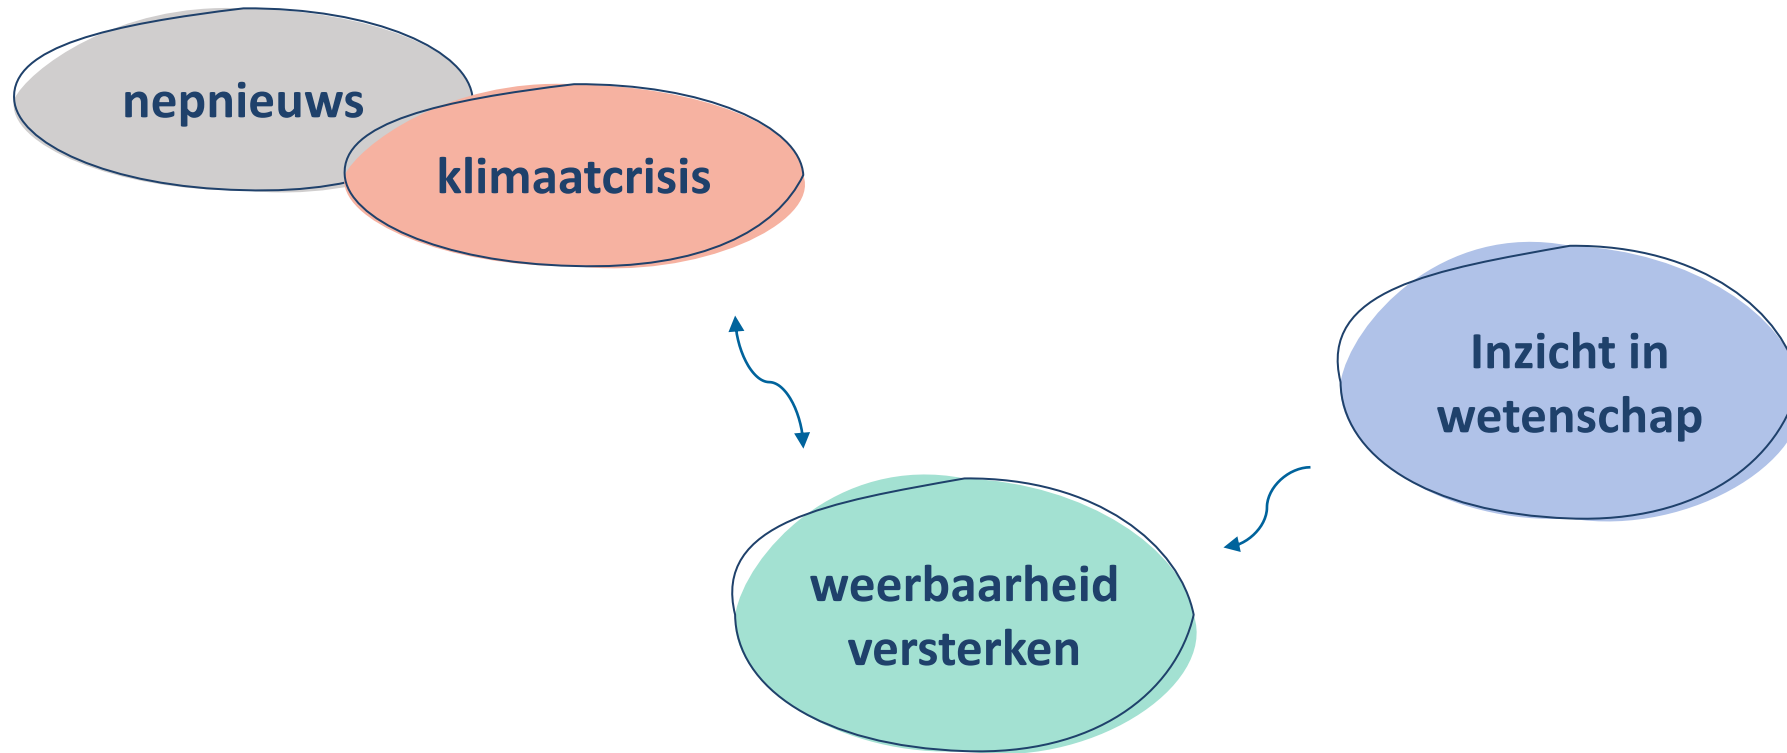 nepnieuws
klimaatcrisis
Inzicht in
wetenschap
weerbaarheid
versterken